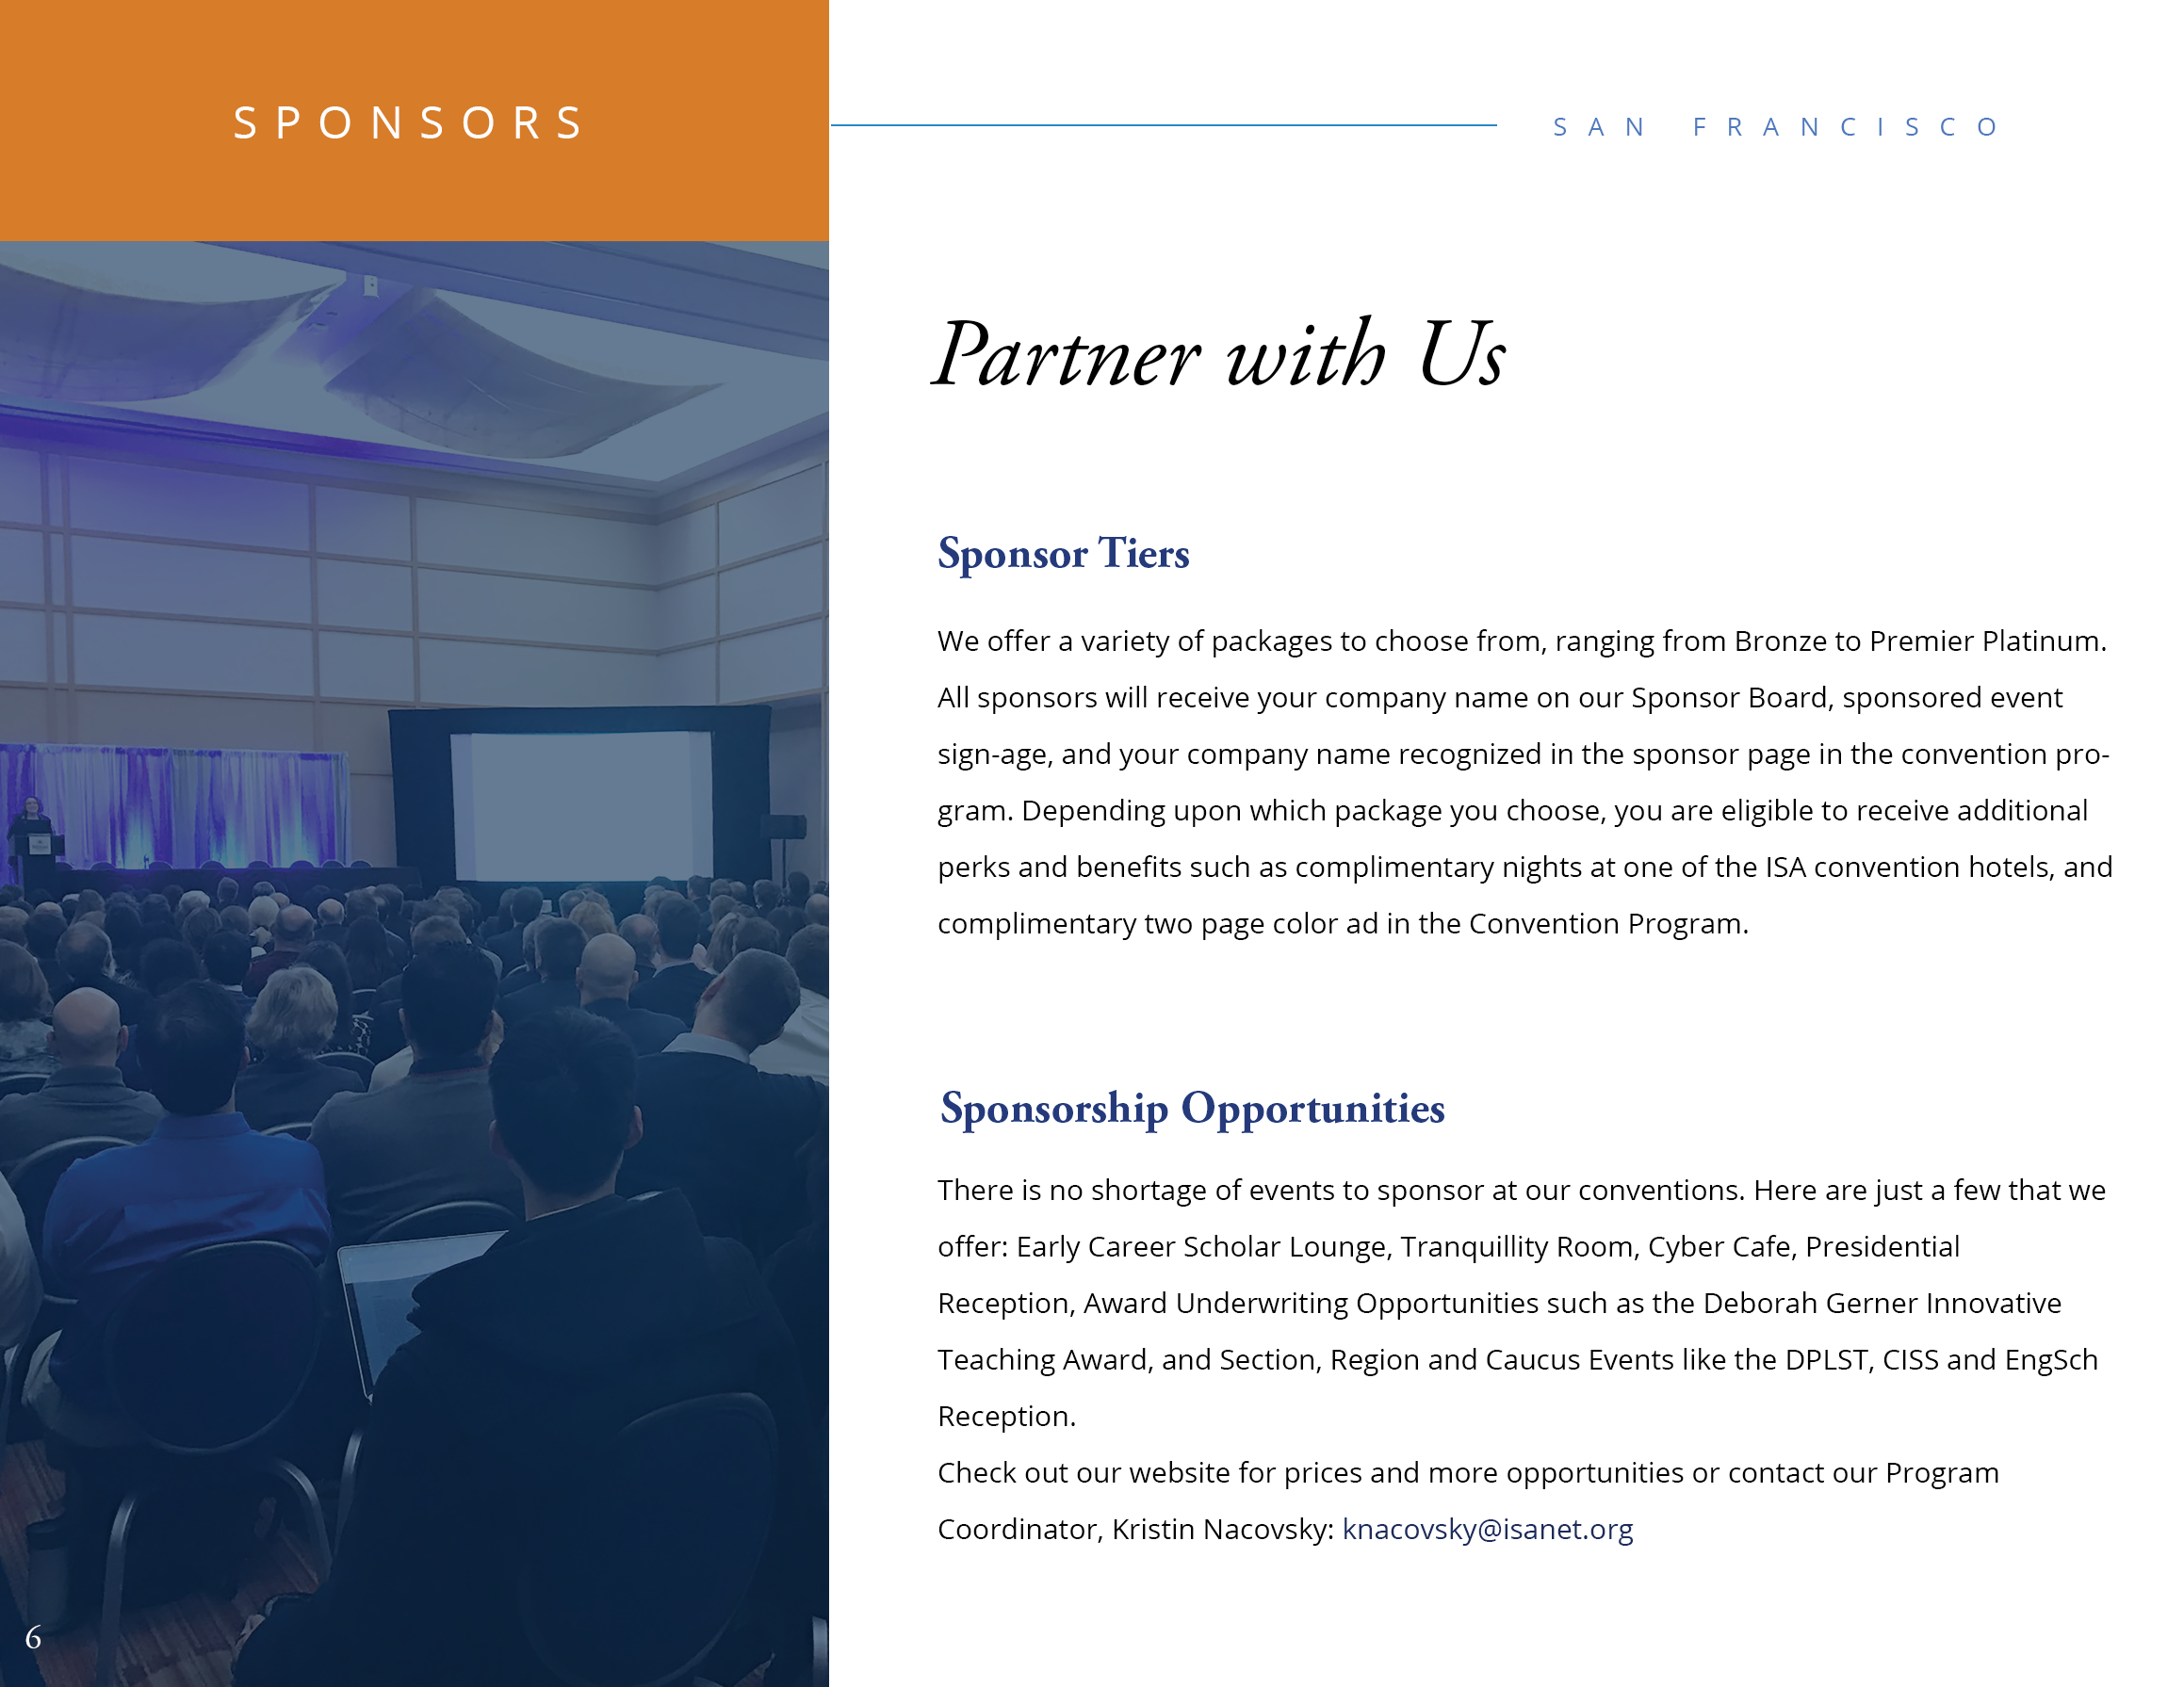 SPONSORS
SAN FRANCISCO
Partner with Us
Sponsor Tiers
We offer a variety of packages to choose from, ranging from Bronze to Premier Platinum.
All sponsors will receive your company name on our Sponsor Board, sponsored event
sign-age, and your company name recognized in the sponsor page in the convention pro-
gram. Depending upon which package you choose, you are eligible to receive additional
perks and benefits such as complimentary nights at one of the ISA convention hotels, and
complimentary two page color ad in the Convention Program.
Sponsorship Opportunities
There is no shortage of events to sponsor at our conventions. Here are just a few that we
offer: Early Career Scholar Lounge, Tranquillity Room, Cyber Cafe, Presidential
Reception, Award Underwriting Opportunities such as the Deborah Gerner Innovative
Teaching Award, and Section, Region and Caucus Events like the DPLST, CISS and EngSch
Reception.
Check out our website for prices and more opportunities or contact our Program
Coordinator, Kristin Nacovsky: knacovsky@isanet.org
6